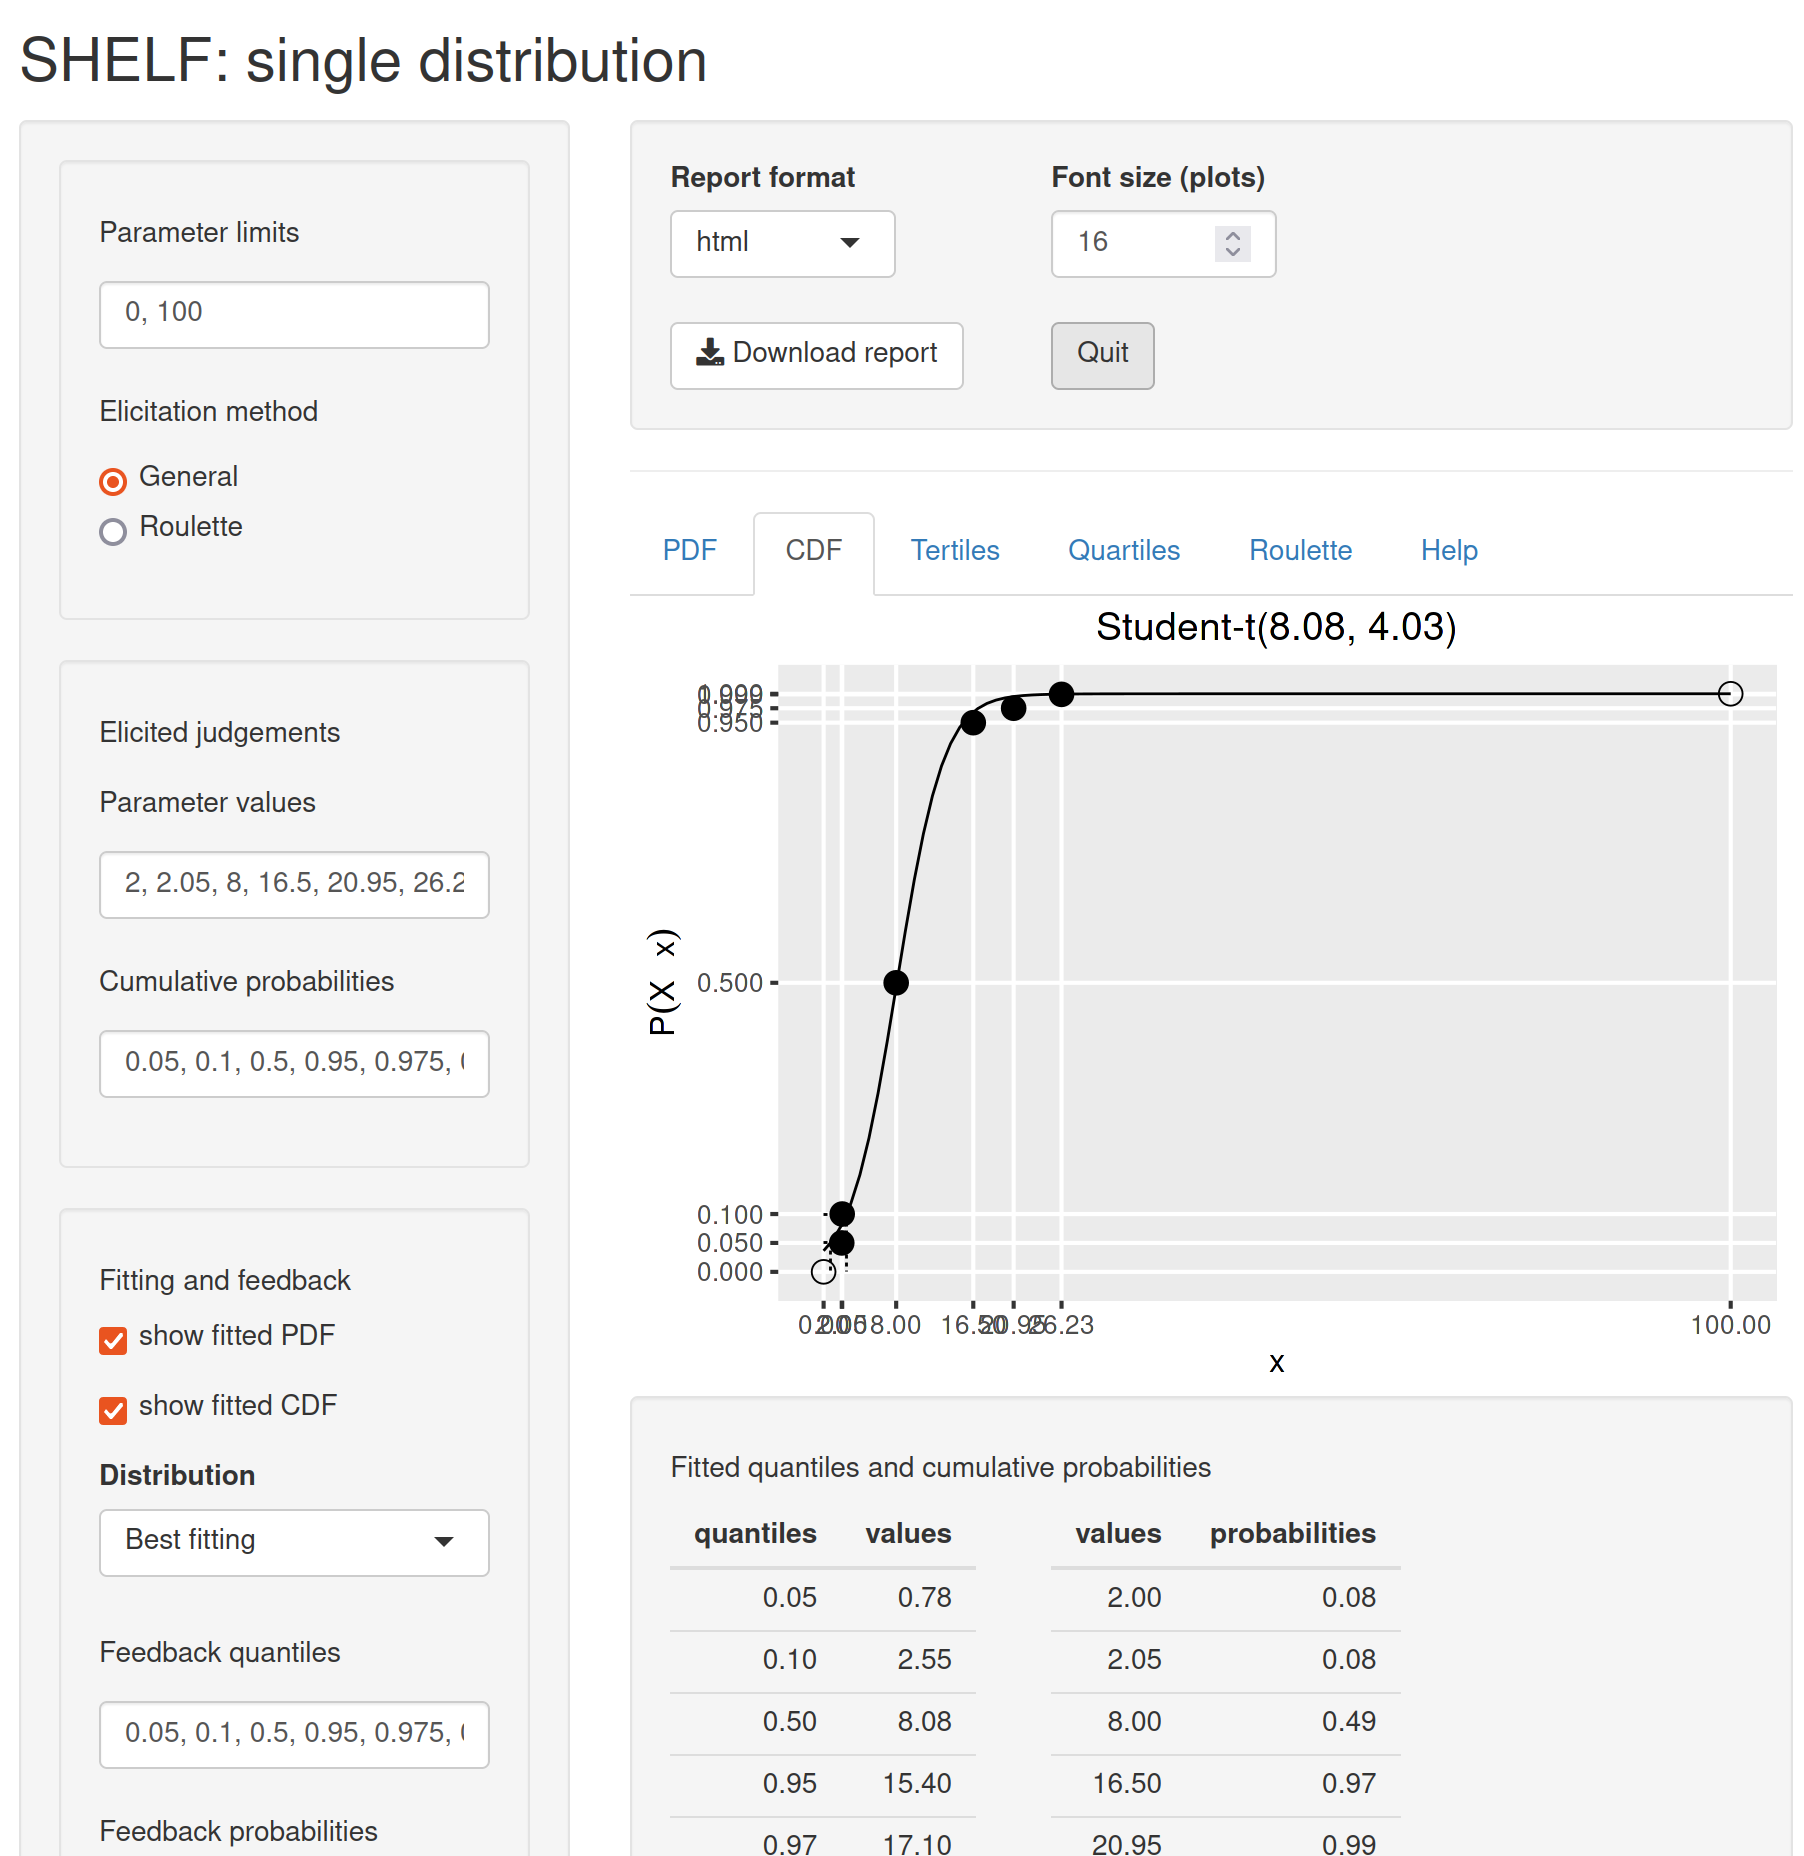 SHELF: single distribution
Parameter limits
0, 100
Elicitation method
General
Roulette
Elicited judgements
Parameter values
2, 2.05, 8, 16.5, 20.95, 26.2
Cumulative probabilities
0.05, 0.1, 0.5, 0.95, 0.975,
Fitting and feedback
show fitted PDF
show fitted CDF
Distribution
Best fitting
Feedback quantiles
0.05, 0.1, 0.5, 0.95, 0.975,
Feedback probabilities
Report format
html
Font size (plots)
16
Download report
Quit
PDF CDF Tertiles Quartiles Roulette Help
Student-t(8.08, 4.03)
0.999
0.975
0.950
0.500
0.100
0.050
0.000
P(X x)
8.00 16.50 20.95 26.23 100.00
x
Fitted quantiles and cumulative probabilities
quantiles values values probabilities
0.05 0.78 2.00 0.08
0.10 2.55 2.05 0.08
0.50 8.08 8.00 0.49
0.95 15.40 16.50 0.97
0.97 17.10 20.95 0.99